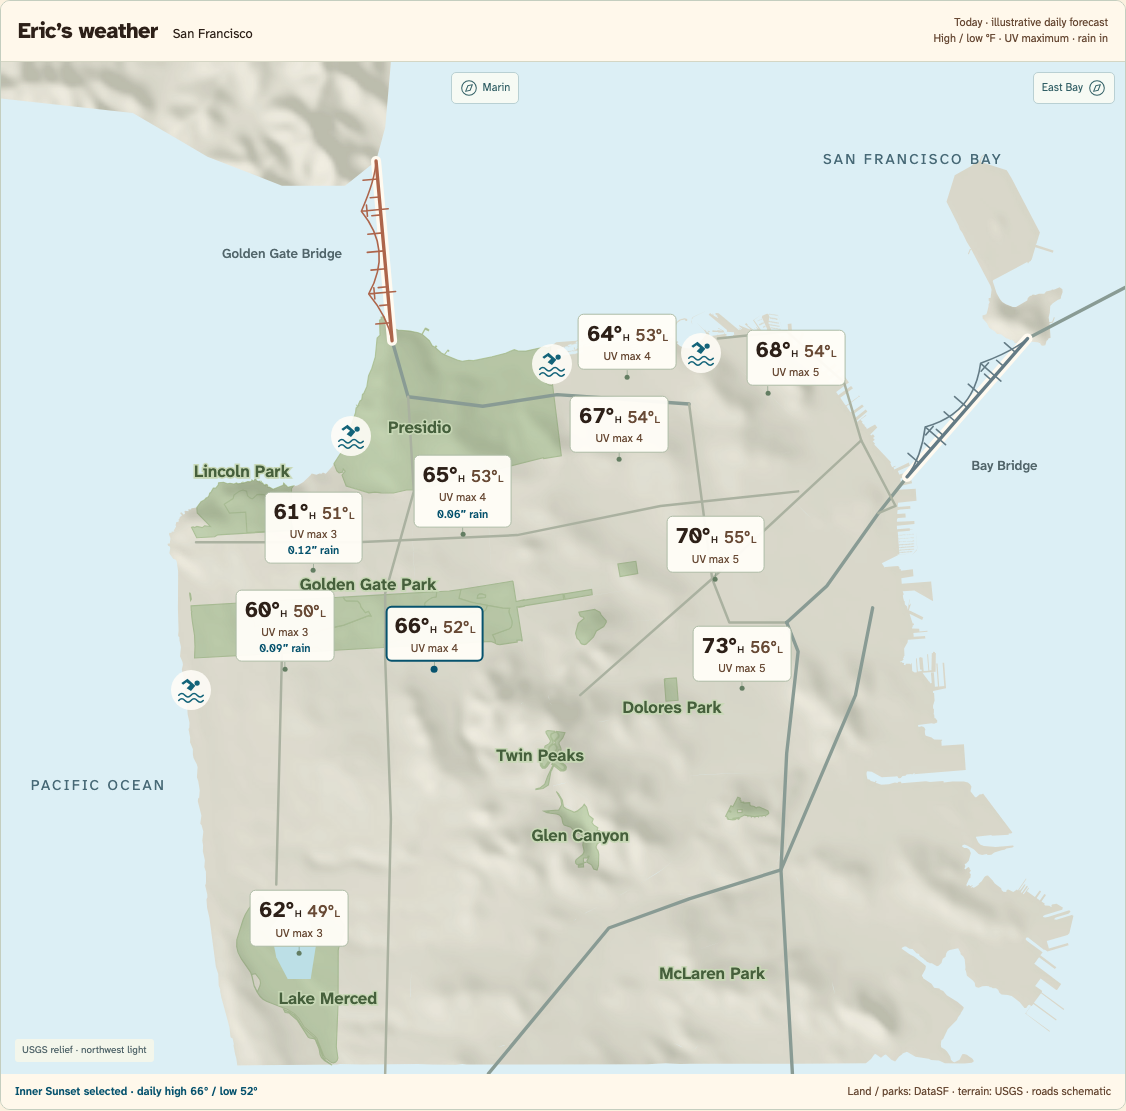 Eric's weather
San Francisco
Today · illustrative daily forecast
High / low °F · UV maximum · rain in
Marin
East Bay
SAN FRANCISCO BAY
Golden Gate Bridge
64°H 53°L
UV max 4
68°H 54°L
UV max 5
67°H 54°L
UV max 4
Presidio
Bay Bridge
Lincoln Park
65°H 53°L
UV max 4
0.06″ rain
61°H 51°L
UV max 3
0.12″ rain
70°H 55°L
UV max 5
Golden Gate Park
60°H 50°L
UV max 3
0.09″ rain
66°H 52°L
UV max 4
73°H 56°L
UV max 5
Dolores Park
Twin Peaks
PACIFIC OCEAN
Glen Canyon
62°H 49°L
UV max 3
McLaren Park
Lake Merced
USGS relief · northwest light
Inner Sunset selected · daily high 66° / low 52°
Land / parks: DataSF · terrain: USGS · roads schematic